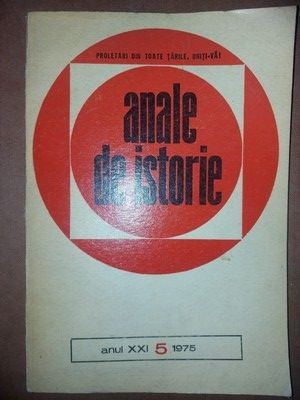 PROLETARI DIN TOATE ȚĂRILE, UNIȚI-VĂ!
anale
de istorie
anul XXI 5 1975